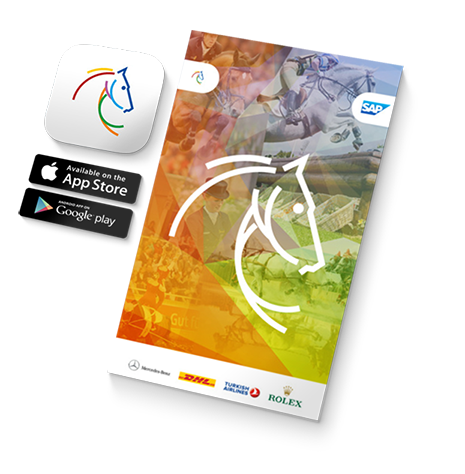 Available on the
App Store
ANDROID APP ON
Google play
SAP
Mercedes-Benz
DHL
TURKISH
AIRLINES
ROLEX